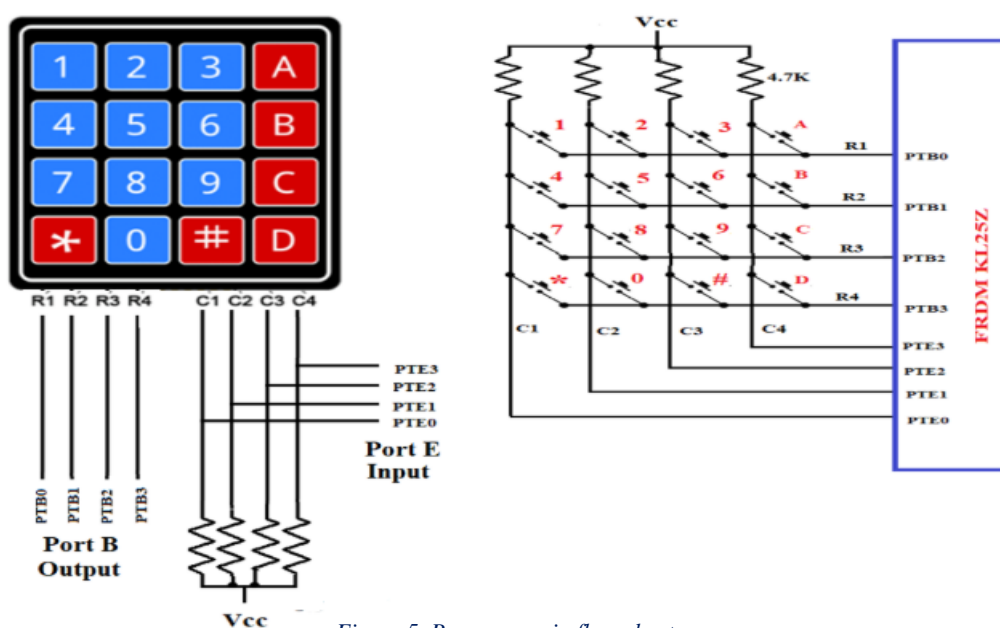 1 2 3 A
4 5 6 B
7 8 9 C
* 0 # D
R1 R2 R3 R4 C1 C2 C3 C4
PTE3
PTE2
PTE1
PTE0
Port E
Input
PTB0 PTB1 PTB2 PTB3
Port B
Output
Vcc
Vcc
4.7K
1 2 3 A
R1 PTB0
4 5 6 B
R2 PTB1
7 8 9 C
R3 PTB2
* 0 # D
R4 PTB3
C1 C2 C3 C4
PTE3
PTE2
PTE1
PTE0
FRDM KL25Z